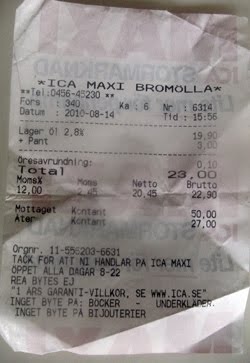 *ICA MAXI BROMÖLLA*
**Tel:0456-45230 **
Fors : 340 Ka: 6 Nr : 6314
Datum : 2010-08-14 Tid : 15:56
Lager öl 2,8% 19,90
+ Pant 3,00
Öresavrundning: 0,10
Total 23,00
Moms% Moms Netto Brutto
12,00 2,45 20,45 22,90
Mottaget Kontant 50,00
Åter Kontant 27,00
Orgnr. 11-556203-6631
TACK FÖR ATT NI HANDLAR PÅ ICA MAXI
ÖPPET ALLA DAGAR 8-22
REA BYTES EJ
"1 ÅRS GARANTI-VILLKOR, SE WWW.ICA.SE"
INGET BYTE PÅ: BÖCKER - UNDERKLÄDER.
INGET BYTE PÅ BIJOUTERIER